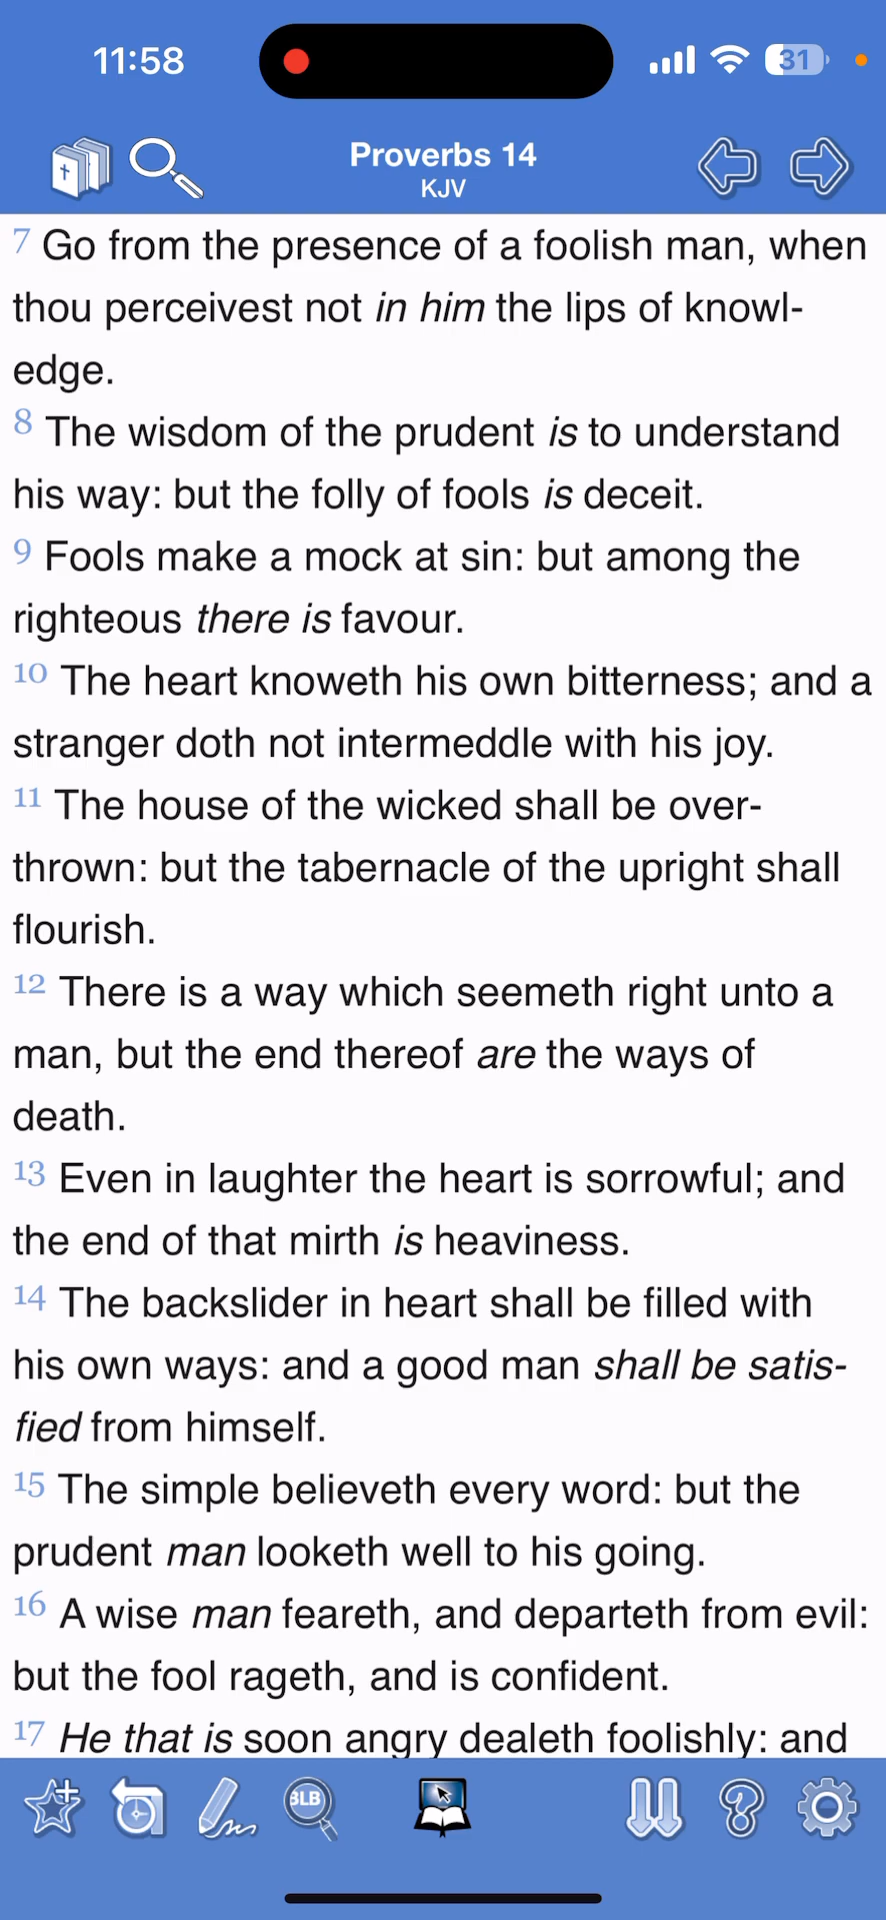 11:58
31
Proverbs 14
KJV
7 Go from the presence of a foolish man, when
thou perceivest not in him the lips of knowl-
edge.
8 The wisdom of the prudent is to understand
his way: but the folly of fools is deceit.
9 Fools make a mock at sin: but among the
righteous there is favour.
10 The heart knoweth his own bitterness; and a
stranger doth not intermeddle with his joy.
11 The house of the wicked shall be over-
thrown: but the tabernacle of the upright shall
flourish.
12 There is a way which seemeth right unto a
man, but the end thereof are the ways of
death.
13 Even in laughter the heart is sorrowful; and
the end of that mirth is heaviness.
14 The backslider in heart shall be filled with
his own ways: and a good man shall be satis-
fied from himself.
15 The simple believeth every word: but the
prudent man looketh well to his going.
16 A wise man feareth, and departeth from evil:
but the fool rageth, and is confident.
17 He that is soon angry dealeth foolishly: and
BLB